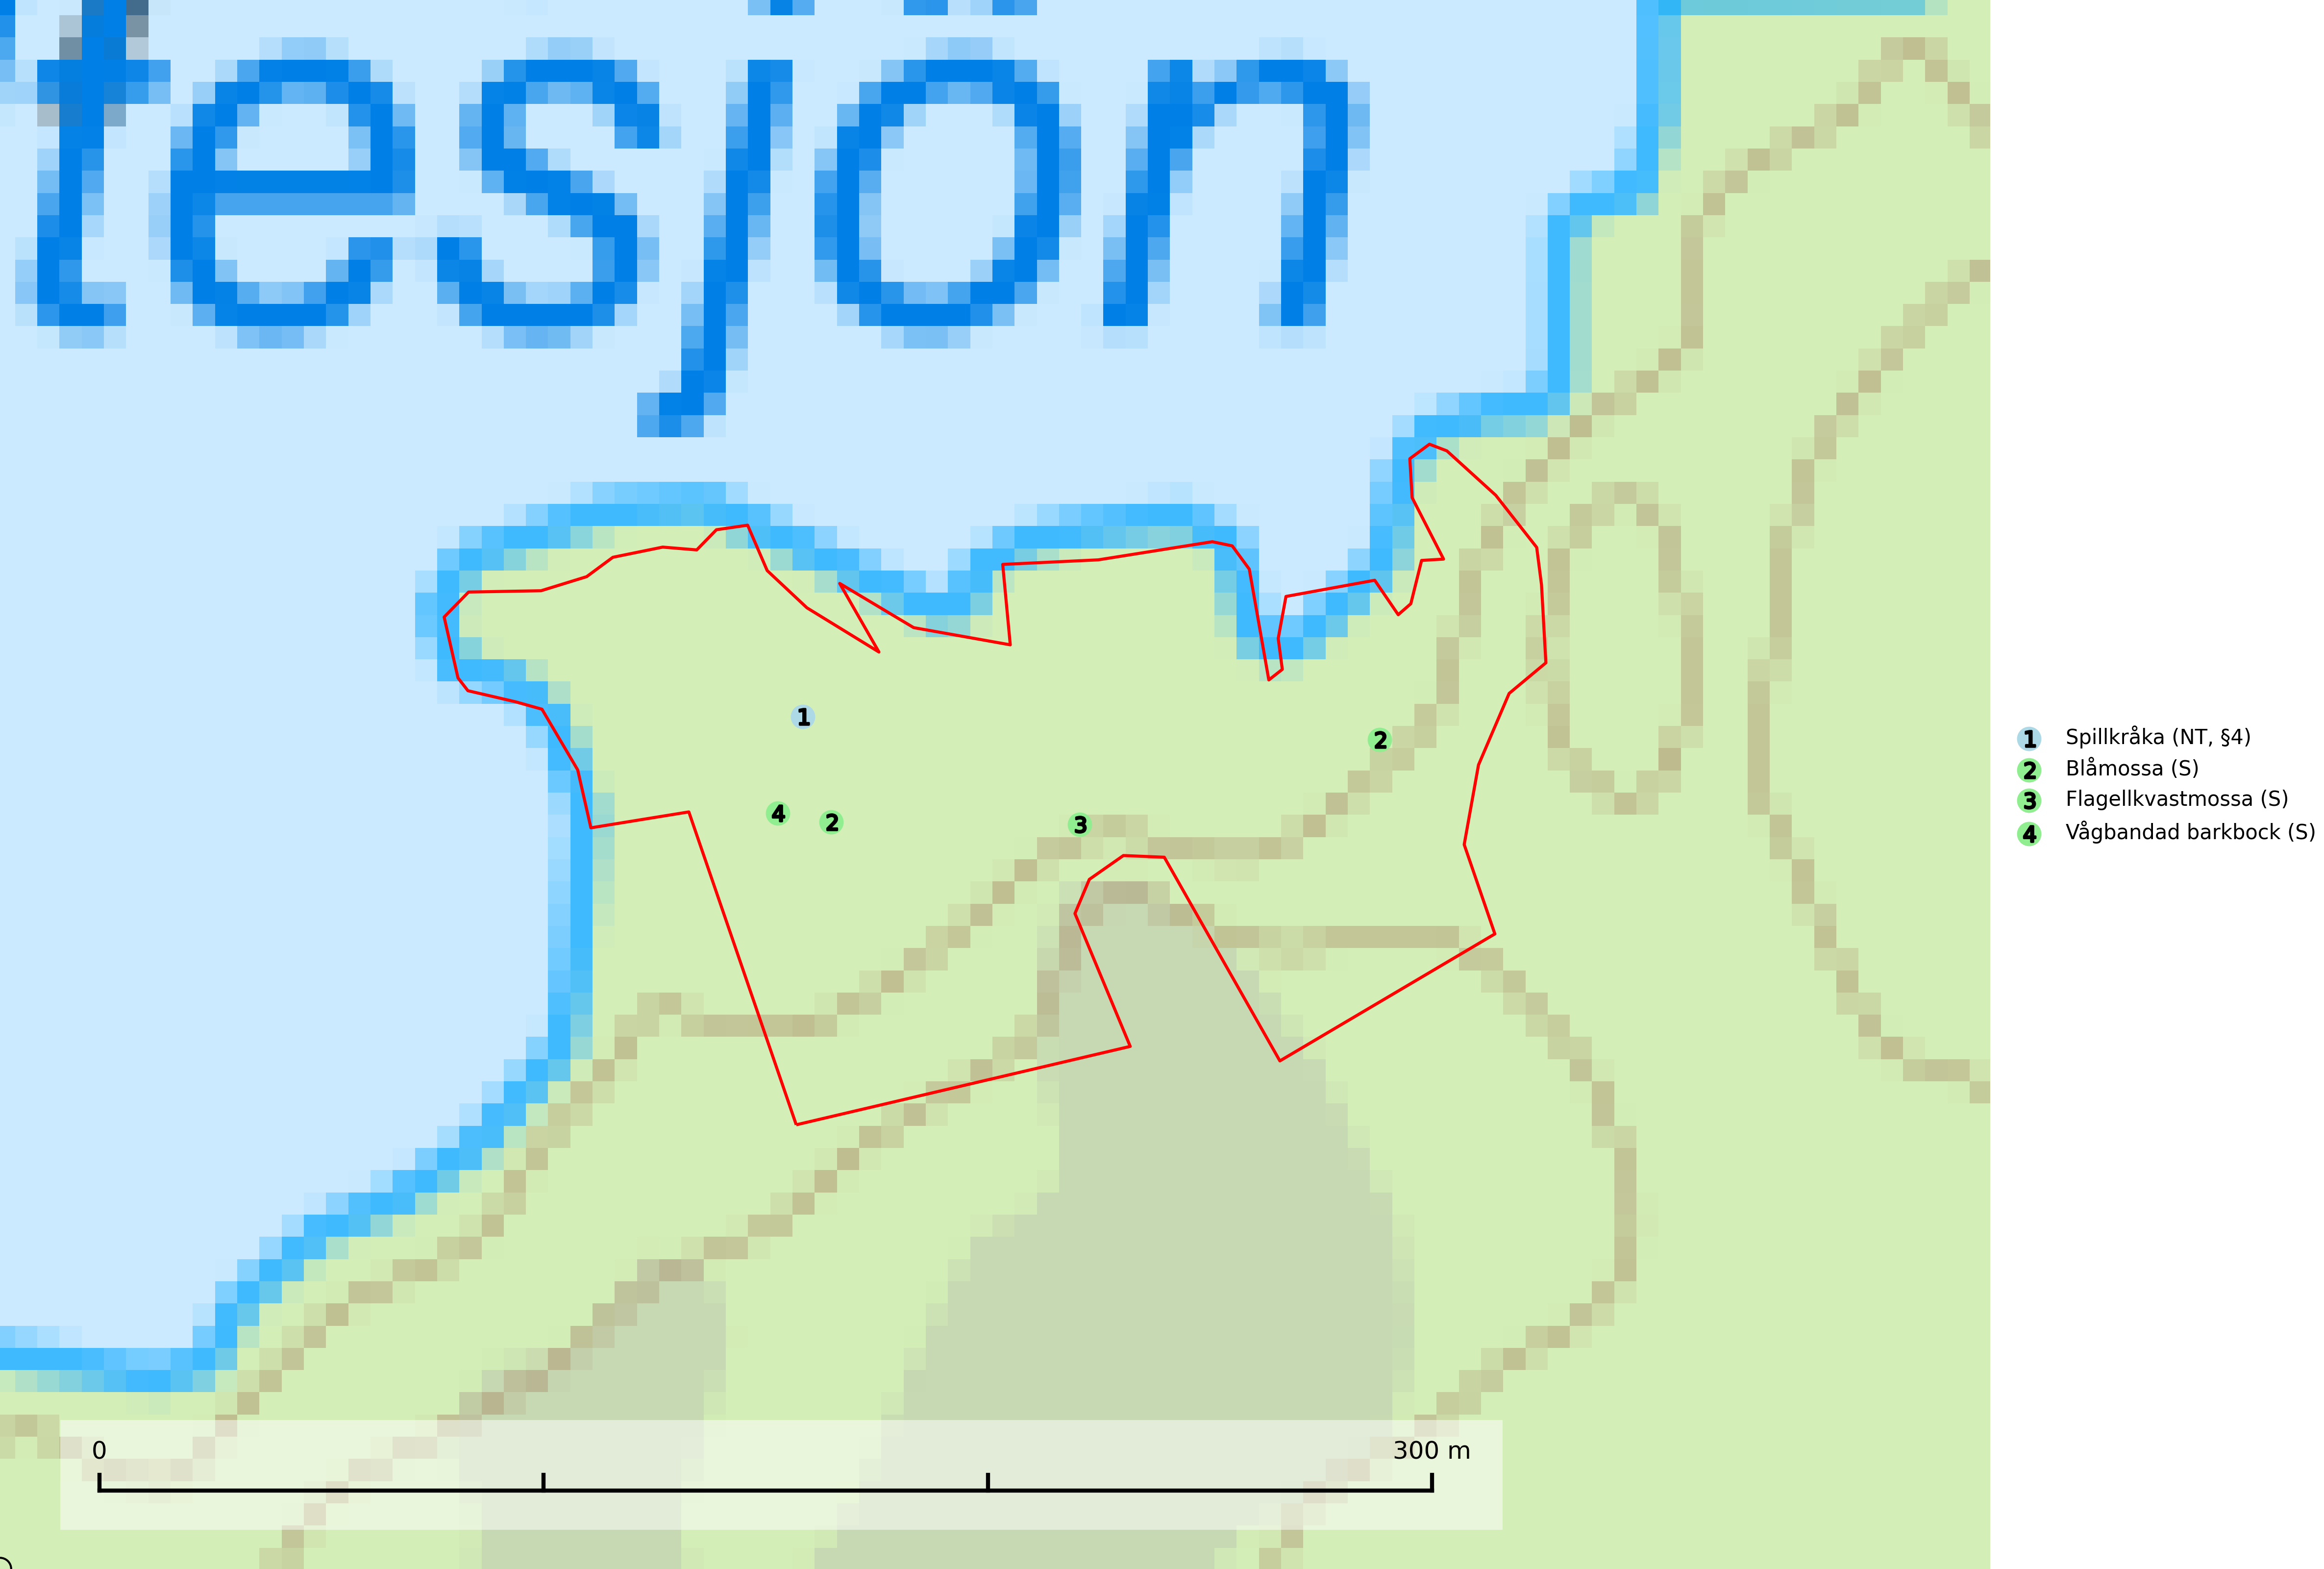 tesjön
1
2
4
2
3
1 Spillkråka (NT, §4)
2 Blåmossa (S)
3 Flagellkvastmossa (S)
4 Vågbandad barkbock (S)
0 300 m